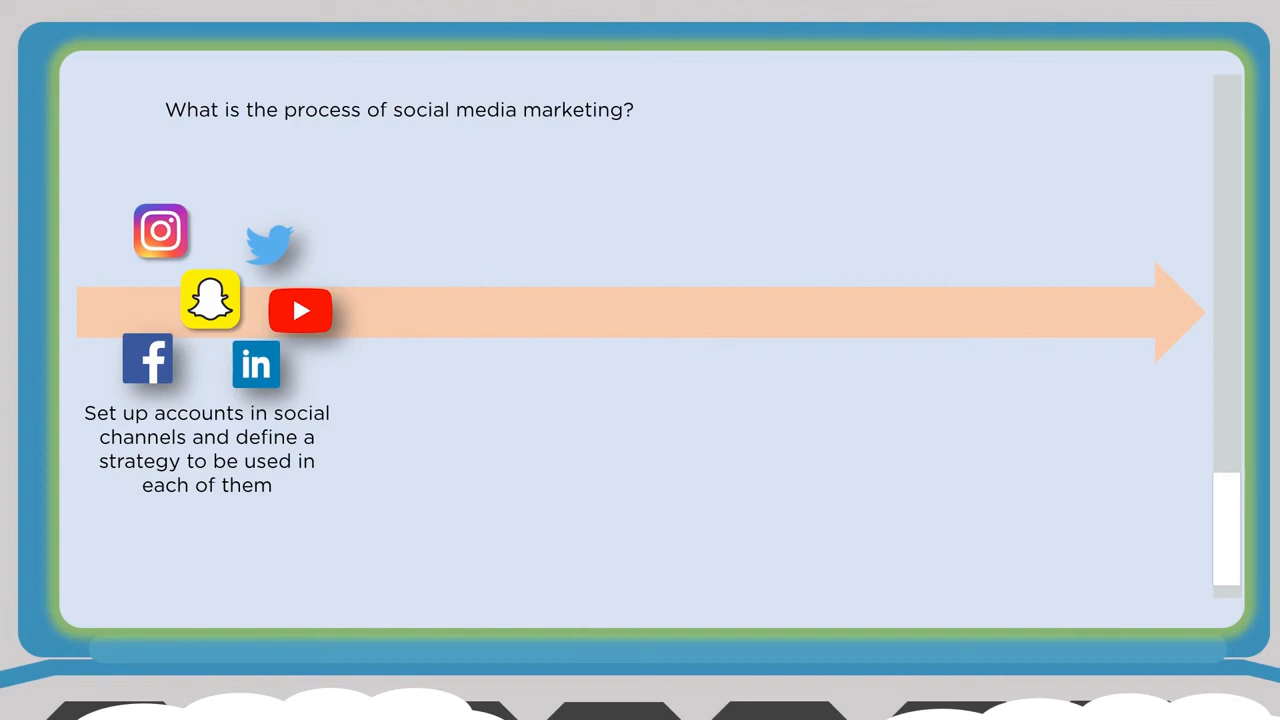 What is the process of social media marketing?
in
Set up accounts in social
channels and define a
strategy to be used in
each of them